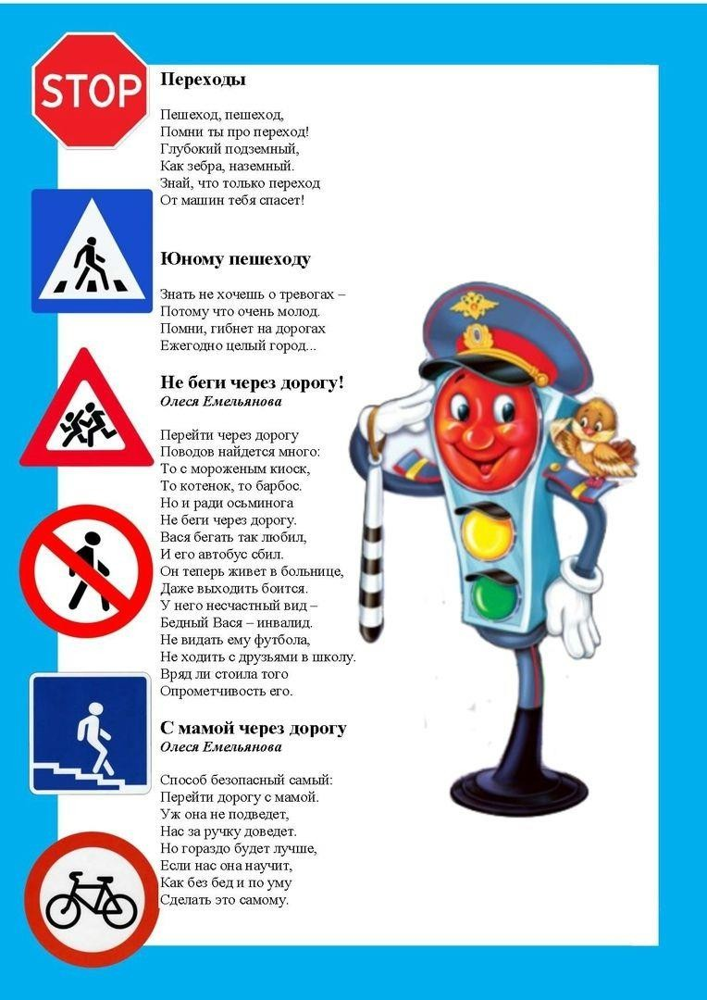 STOP
Переходы
Пешеход, пешеход,
Помни ты про переход!
Глубокий подземный,
Как зебра, наземный.
Знай, что только переход
От машин тебя спасет!
Юному пешеходу
Знать не хочешь о тревогах –
Потому что очень молод.
Помни, гибнет на дорогах
Ежегодно целый город...
Не беги через дорогу!
Олеся Емельянова
Перейти через дорогу
Поводов найдется много:
То с мороженым киоск,
То котенок, то барбос.
Но и ради осьминога
Не беги через дорогу.
Вася бегать так любил,
И его автобус сбил.
Он теперь живет в больнице,
Даже выходить боится.
У него несчастный вид –
Бедный Вася – инвалид.
Не видать ему футбола,
Не ходить с друзьями в школу.
Вряд ли стоила того
Опрометчивость его.
С мамой через дорогу
Олеся Емельянова
Способ безопасный самый:
Перейти дорогу с мамой.
Уж она не подведет,
Нас за ручку доведет.
Но гораздо будет лучше,
Если нас она научит,
Как без бед и по уму
Сделать это самому.